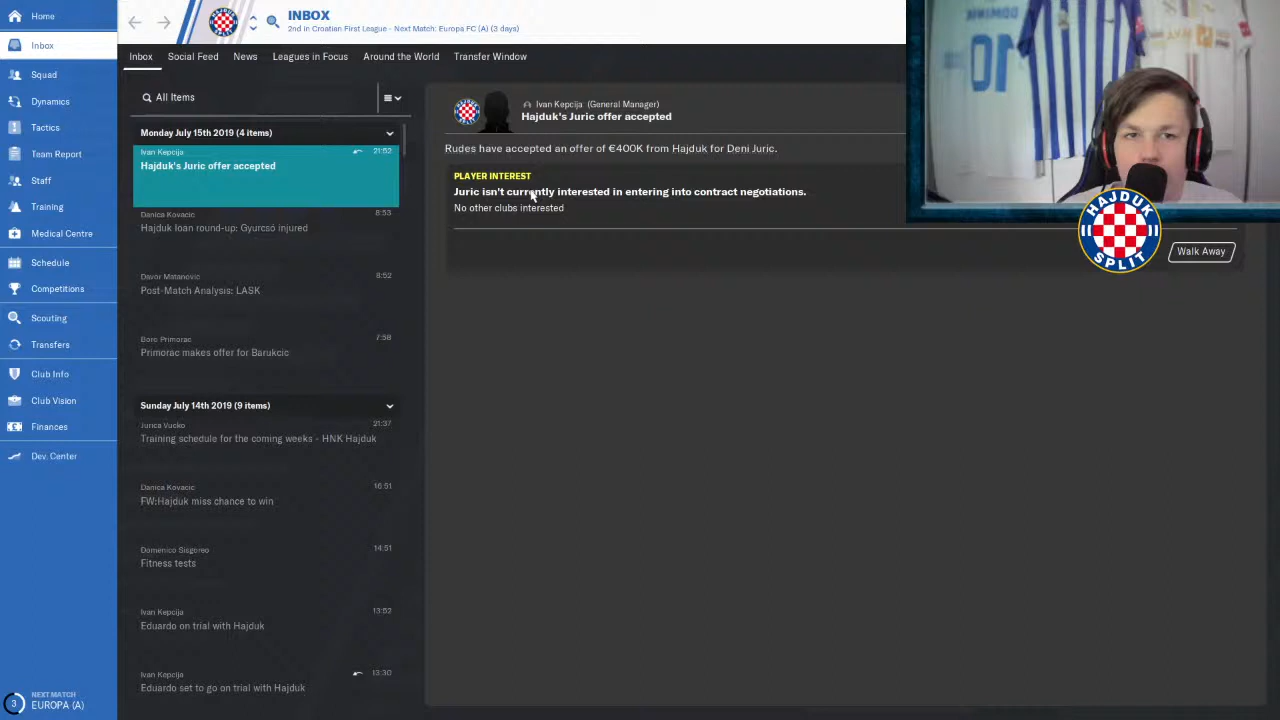 Home
Inbox
Squad
Dynamics
Tactics
Team Report
Staff
Training
Medical Centre
Schedule
Competitions
Scouting
Transfers
Club Info
Club Vision
Finances
Dev. Center
3
NEXT MATCH
EUROPA (A)
INBOX
2nd in Croatian First League - Next Match: Europa FC (A) (3 days)
Inbox
Social Feed
News
Leagues in Focus
Around the World
Transfer Window
All Items
Monday July 15th 2019 (4 items)
Ivan Kepcija 21:52
Hajduk's Juric offer accepted
Danica Kovacic 8:53
Hajduk loan round-up: Gyurcsó injured
Davor Matanovic 8:52
Post-Match Analysis: LASK
Boro Primorac 7:58
Primorac makes offer for Barukcic
Sunday July 14th 2019 (9 items)
Jurica Vucko 21:37
Training schedule for the coming weeks - HNK Hajduk
Danica Kovacic 16:51
FW:Hajduk miss chance to win
Domenico Sisgoreo 14:51
Fitness tests
Ivan Kepcija 13:52
Eduardo on trial with Hajduk
Ivan Kepcija 13:30
Eduardo set to go on trial with Hajduk
Ivan Kepcija (General Manager)
Hajduk's Juric offer accepted
Rudes have accepted an offer of €400K from Hajduk for Deni Juric.
PLAYER INTEREST
Juric isn't currently interested in entering into contract negotiations.
No other clubs interested
Walk Away
DOMINIK
10
HAJDUK
SPLIT